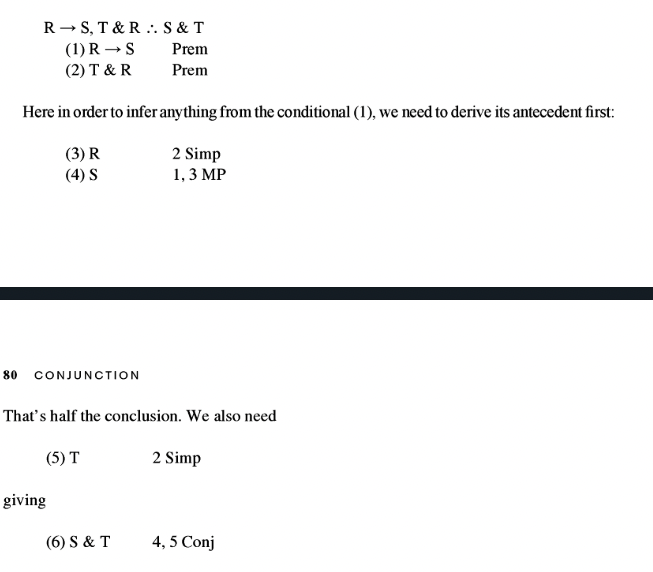 R → S, T & R ∴ S & T
(1) R → S Prem
(2) T & R Prem
Here in order to infer anything from the conditional (1), we need to derive its antecedent first:
(3) R 2 Simp
(4) S 1, 3 MP
80 CONJUNCTION
That's half the conclusion. We also need
(5) T 2 Simp
giving
(6) S & T 4, 5 Conj